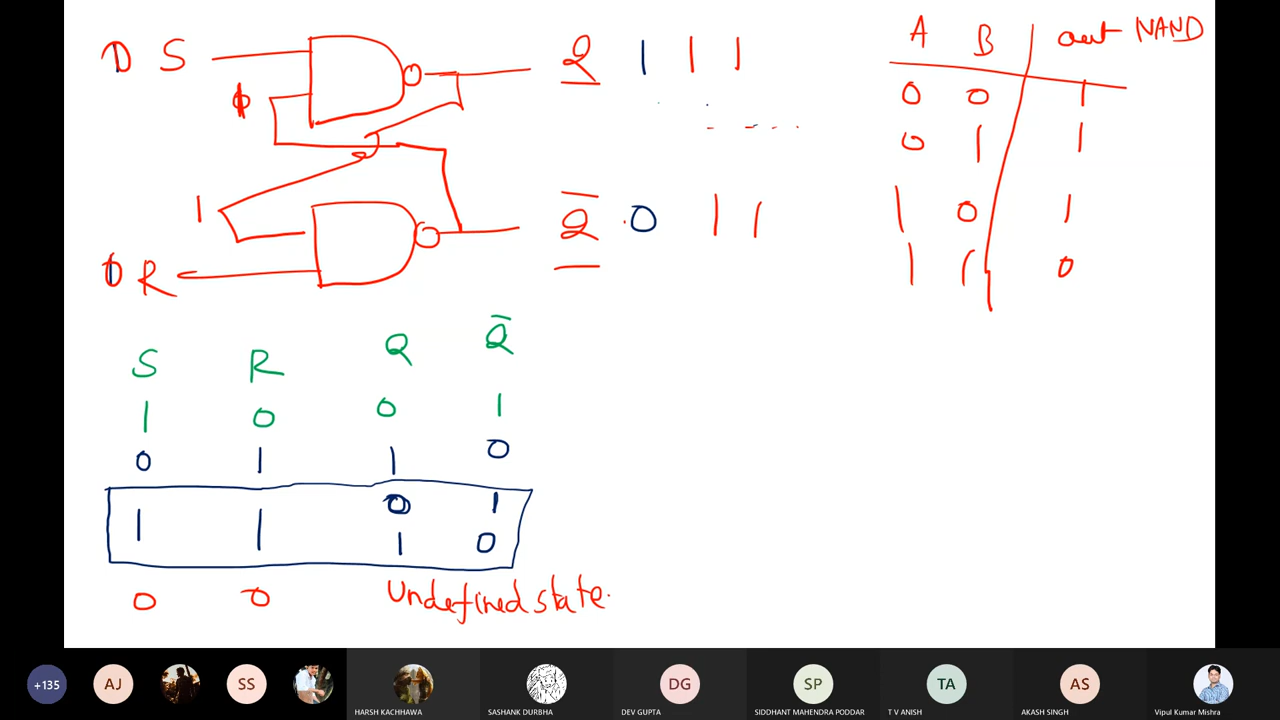 A B out NAND
0 S Q 1 1 1
0
0 0 1
0 1 1
1 Q̅ 0 1 1
1 0 1
0 R
1 1 0
S R Q Q̅
1 0 0 1
0 1 1 0
0 1
1 1
1 0
0 0 Undefined state.
+135 AJ SS DG SP TA AS
HARSH KACHHAWA SASHANK DURBHA DEV GUPTA SIDDHANT MAHENDRA PODDAR T V ANISH AKASH SINGH Vipul Kumar Mishra